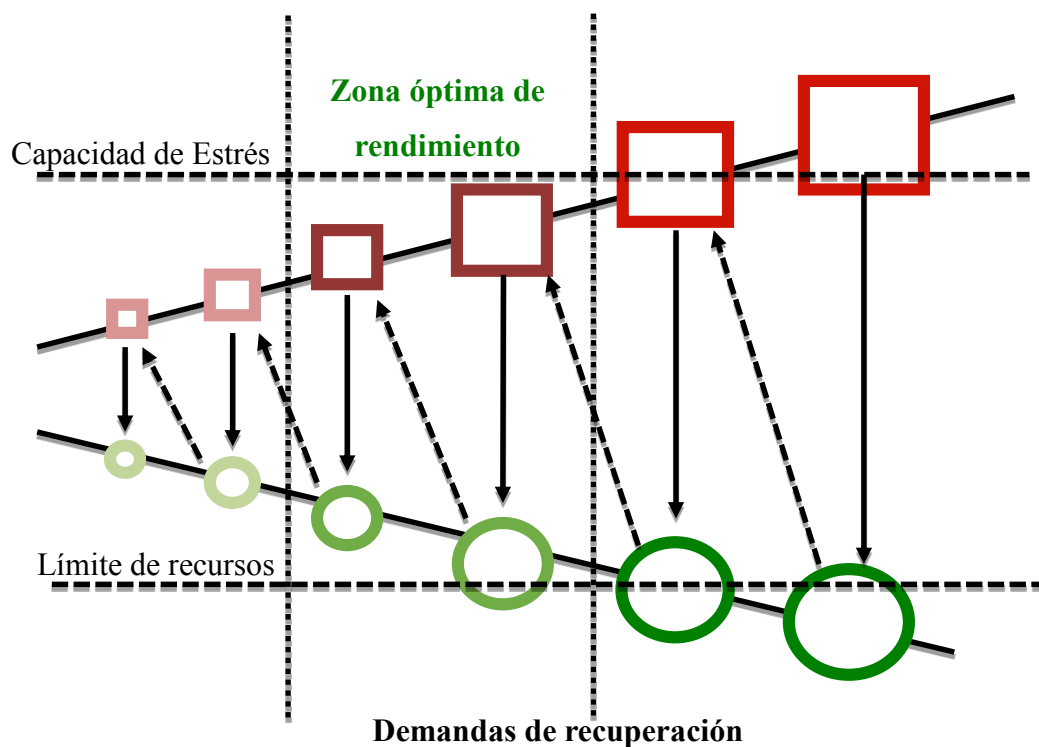 Zona óptima de
rendimiento
Capacidad de Estrés
Límite de recursos
Demandas de recuperación